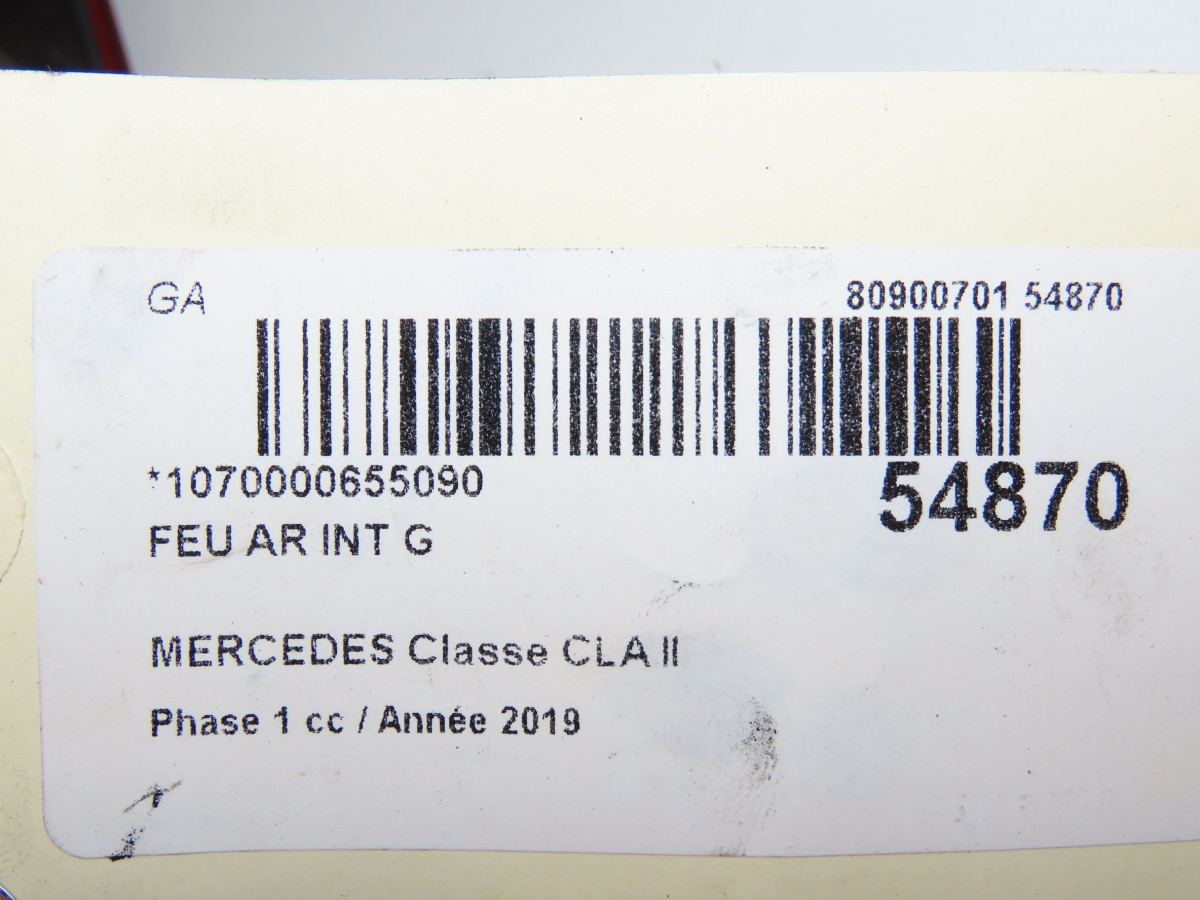 GA
80900701 54870
*1070000655090
54870
FEU AR INT G
MERCEDES Classe CLA II
Phase 1 cc / Année 2019